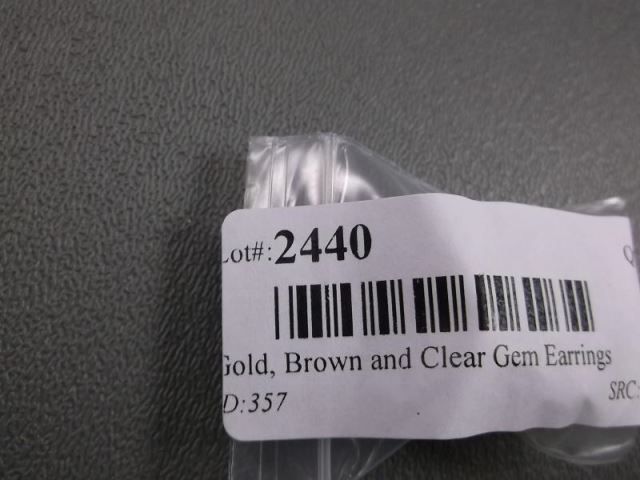 Lot#:2440
Q
Gold, Brown and Clear Gem Earrings
D:357 SRC: